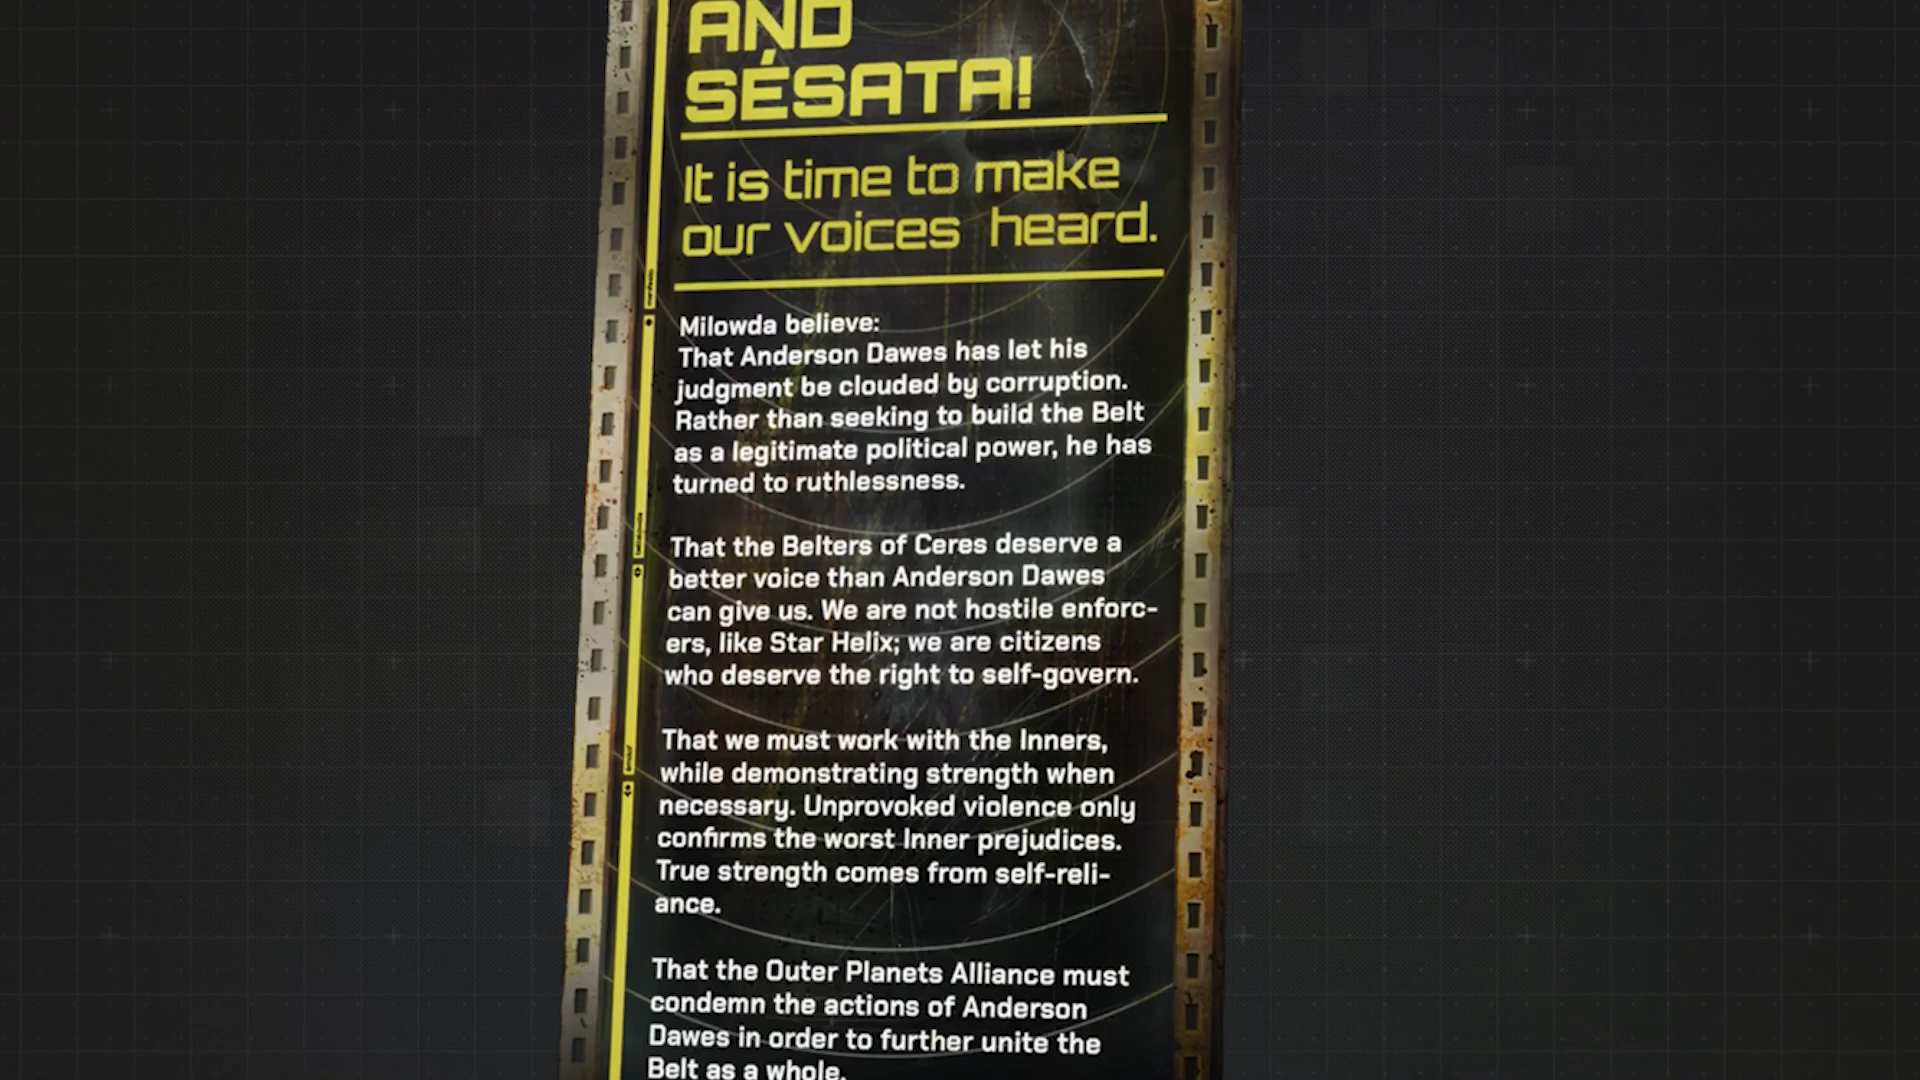 AND
SÉSATA!
It is time to make
our voices heard.
Milowda believe:
That Anderson Dawes has let his
judgment be clouded by corruption.
Rather than seeking to build the Belt
as a legitimate political power, he has
turned to ruthlessness.
That the Belters of Ceres deserve a
better voice than Anderson Dawes
can give us. We are not hostile enforc-
ers, like Star Helix; we are citizens
who deserve the right to self-govern.
That we must work with the Inners,
while demonstrating strength when
necessary. Unprovoked violence only
confirms the worst Inner prejudices.
True strength comes from self-reli-
ance.
That the Outer Planets Alliance must
condemn the actions of Anderson
Dawes in order to further unite the
Belt as a whole.